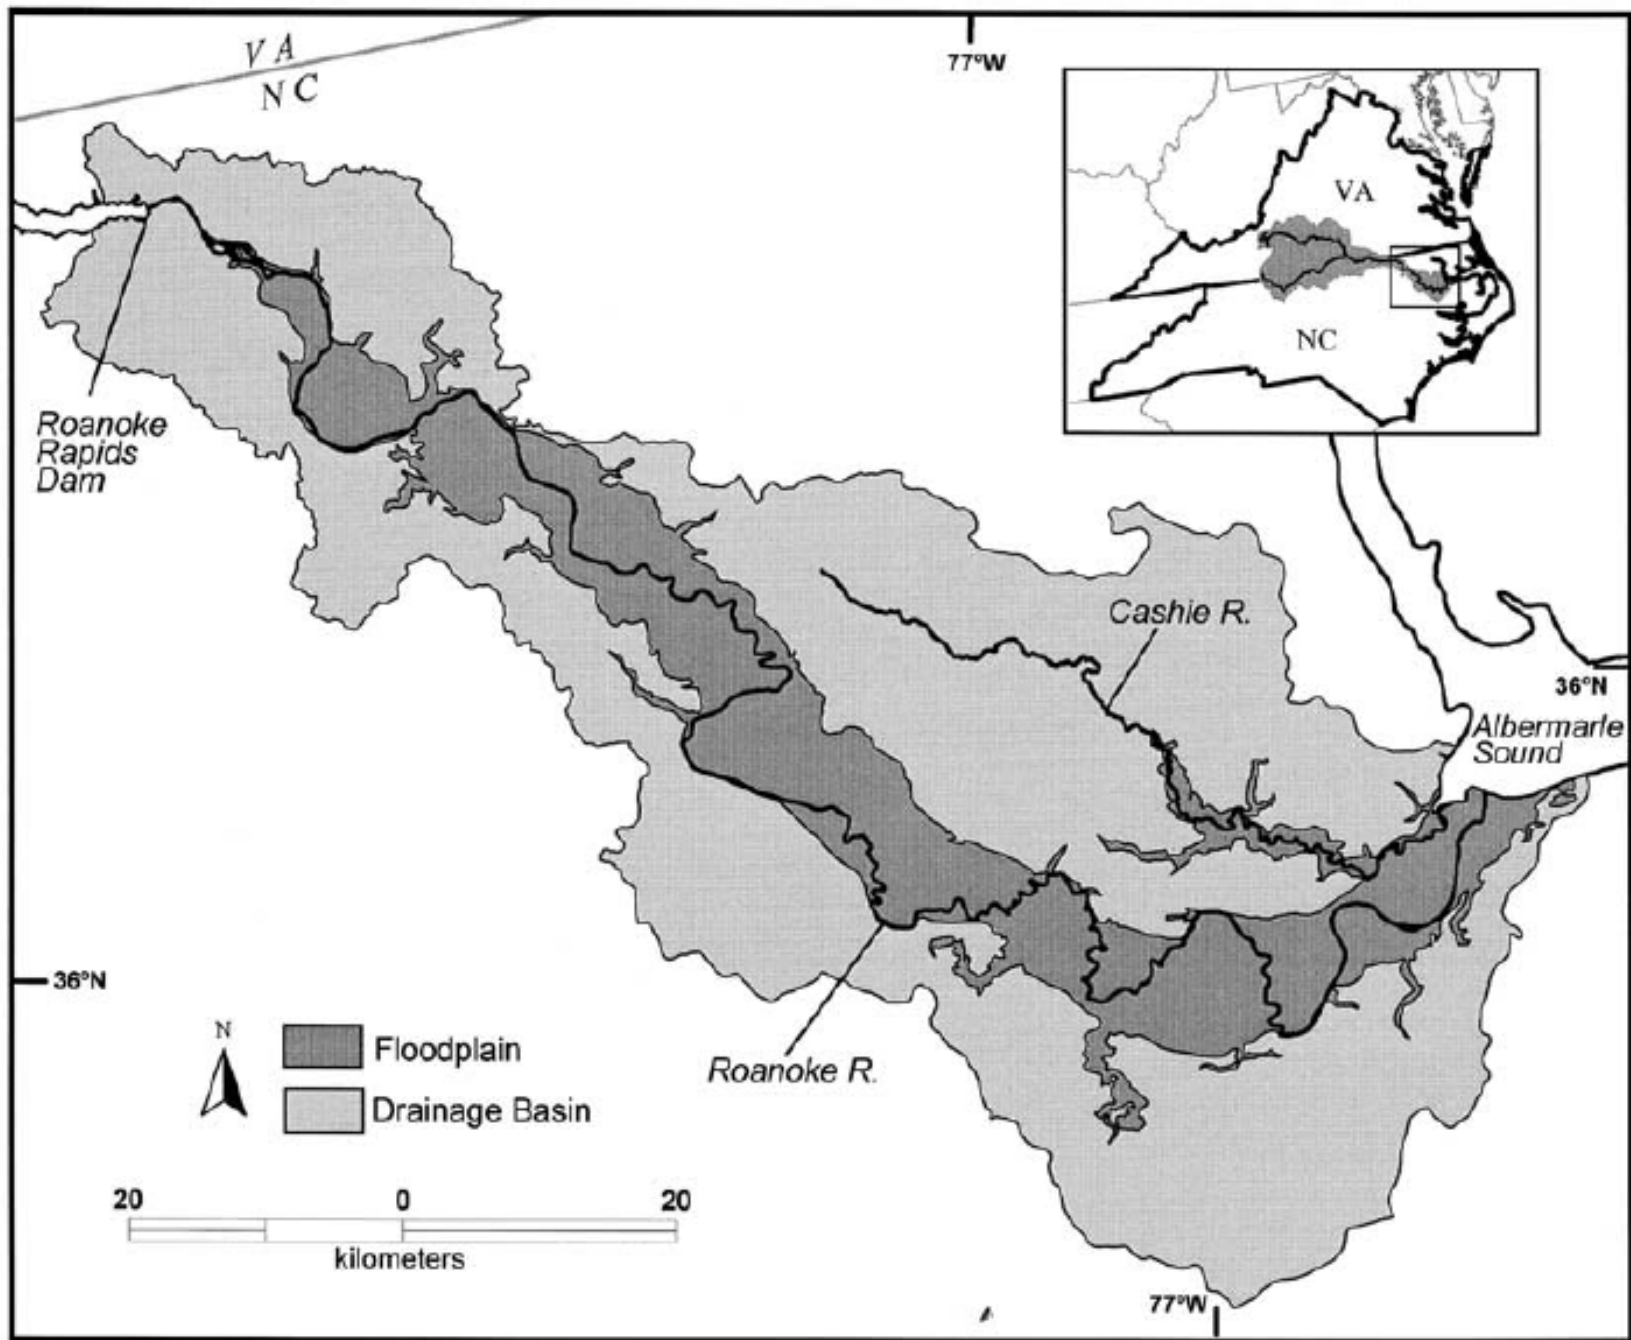 VA
NC
77°W
VA
NC
Roanoke
Rapids
Dam
Cashie R.
36°N
Albermarle
Sound
36°N
N
Floodplain
Roanoke R.
Drainage Basin
20 0 20
kilometers
77°W